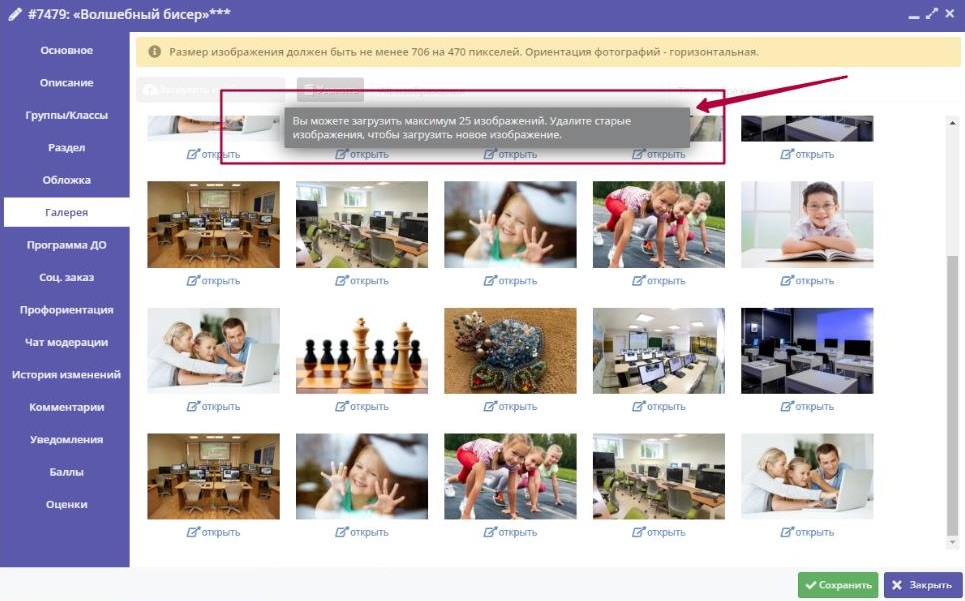 #7479: «Волшебный бисер»***
Основное
Описание
Группы/Классы
Раздел
Обложка
Галерея
Программа ДО
Соц. заказ
Профориентация
Чат модерации
История изменений
Комментарии
Уведомления
Баллы
Оценки
Размер изображения должен быть не менее 706 на 470 пикселей. Ориентация фотографий - горизонтальная.
Вы можете загрузить максимум 25 изображений. Удалите старые
изображения, чтобы загрузить новое изображение.
открыть открыть открыть открыть открыть
открыть открыть открыть открыть открыть
открыть открыть открыть открыть открыть
открыть открыть открыть открыть открыть
Сохранить Закрыть